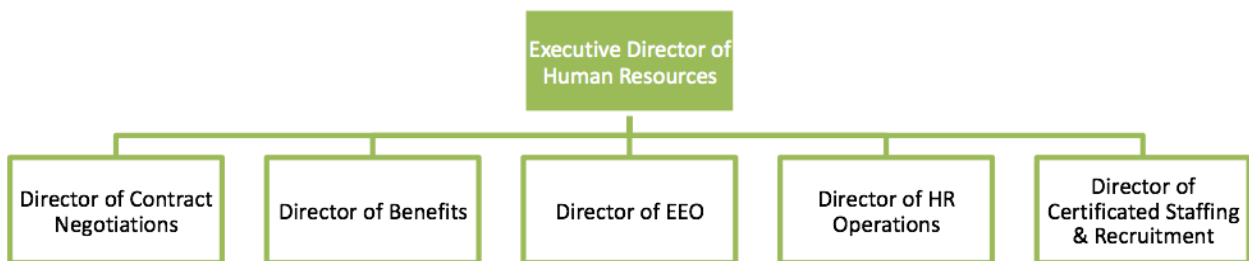 Executive Director of
Human Resources
Director of Contract
Negotiations
Director of Benefits
Director of EEO
Director of HR
Operations
Director of
Certificated Staffing
& Recruitment